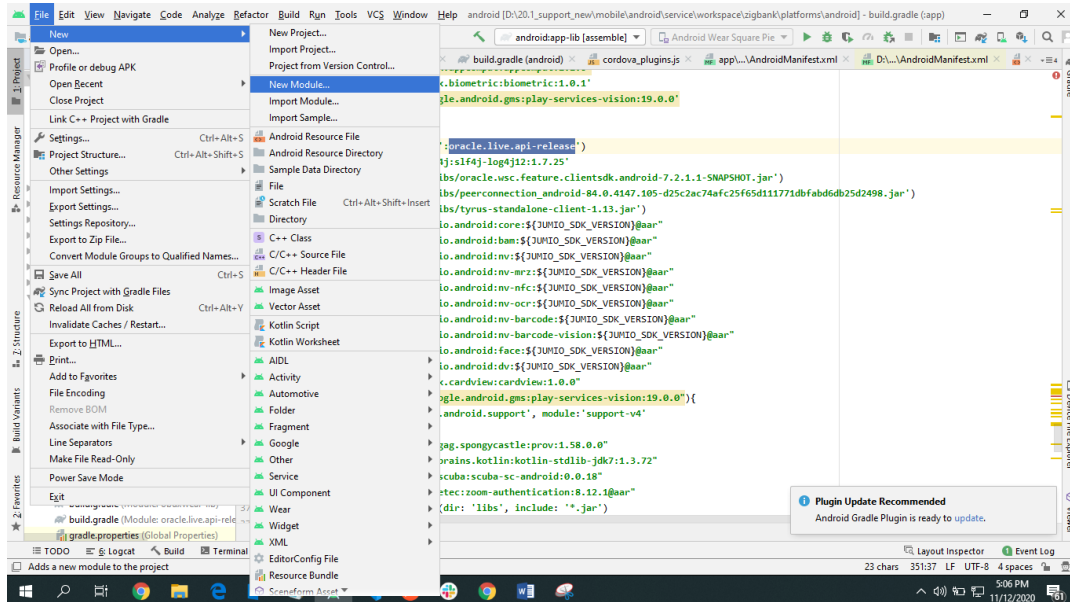 File Edit View Navigate Code Analyze Refactor Build Run Tools VCS Window Help android [D:\20.1_support_new\mobile\android\service\workspace\zigbank\platforms\android] - build.gradle (:app)
android:app-lib [assemble] Android Wear Square Pie
build.gradle (android) cordova_plugins.js app\...\AndroidManifest.xml D:\...\AndroidManifest.xml
New
Open...
Profile or debug APK
Open Recent
Close Project
Link C++ Project with Gradle
Settings... Ctrl+Alt+S
Project Structure... Ctrl+Alt+Shift+S
Other Settings
Import Settings...
Export Settings...
Settings Repository...
Export to Zip File...
Convert Module Groups to Qualified Names...
Save All Ctrl+S
Sync Project with Gradle Files
Reload All from Disk Ctrl+Alt+Y
Invalidate Caches / Restart...
Export to HTML...
Print...
Add to Favorites
File Encoding
Remove BOM
Associate with File Type...
Line Separators
Make File Read-Only
Power Save Mode
Exit
New Project...
Import Project...
Project from Version Control...
New Module...
Import Module...
Import Sample...
Android Resource File
Android Resource Directory
Sample Data Directory
File
Scratch File Ctrl+Alt+Shift+Insert
Directory
C++ Class
C/C++ Source File
C/C++ Header File
Image Asset
Vector Asset
Kotlin Script
Kotlin Worksheet
AIDL
Activity
Automotive
Folder
Fragment
Google
Other
Service
UI Component
Wear
Widget
XML
EditorConfig File
Resource Bundle
Sceneform Asset
.biometric:biometric:1.0.1'
gle.android.gms:play-services-vision:19.0.0'
':oracle.live.api-release')
4j:slf4j-log4j12:1.7.25'
ibs/oracle.wsc.feature.clientsdk.android-7.2.1.1-SNAPSHOT.jar')
ibs/peerconnection_android-84.0.4147.105-d25c2ac74afc25f65d111771dbfabd6db25d2498.jar')
ibs/tyrus-standalone-client-1.13.jar')
io.android:core:${JUMIO_SDK_VERSION}@aar"
io.android:bam:${JUMIO_SDK_VERSION}@aar"
io.android:nv:${JUMIO_SDK_VERSION}@aar"
io.android:nv-mrz:${JUMIO_SDK_VERSION}@aar"
io.android:nv-nfc:${JUMIO_SDK_VERSION}@aar"
io.android:nv-ocr:${JUMIO_SDK_VERSION}@aar"
io.android:nv-barcode:${JUMIO_SDK_VERSION}@aar"
io.android:nv-barcode-vision:${JUMIO_SDK_VERSION}@aar"
io.android:face:${JUMIO_SDK_VERSION}@aar"
io.android:dv:${JUMIO_SDK_VERSION}@aar"
x.cardview:cardview:1.0.0"
ogle.android.gms:play-services-vision:19.0.0"){
.android.support', module:'support-v4'
gag.spongycastle:prov:1.58.0.0"
brains.kotlin:kotlin-stdlib-jdk7:1.3.72"
scuba:scuba-sc-android:0.0.18"
etec:zoom-authentication:8.12.1@aar"
(dir: 'libs', include: '*.jar')
1: Project
Resource Manager
Z: Structure
Build Variants
2: Favorites
Plugin Update Recommended
Android Gradle Plugin is ready to update.
build.gradle (Module: oracle.live.api-rele
gradle.properties (Global Properties)
TODO 6: Logcat Build Terminal Layout Inspector Event Log
Adds a new module to the project 23 chars 351:37 LF UTF-8 4 spaces
5:06 PM
11/12/2020
61